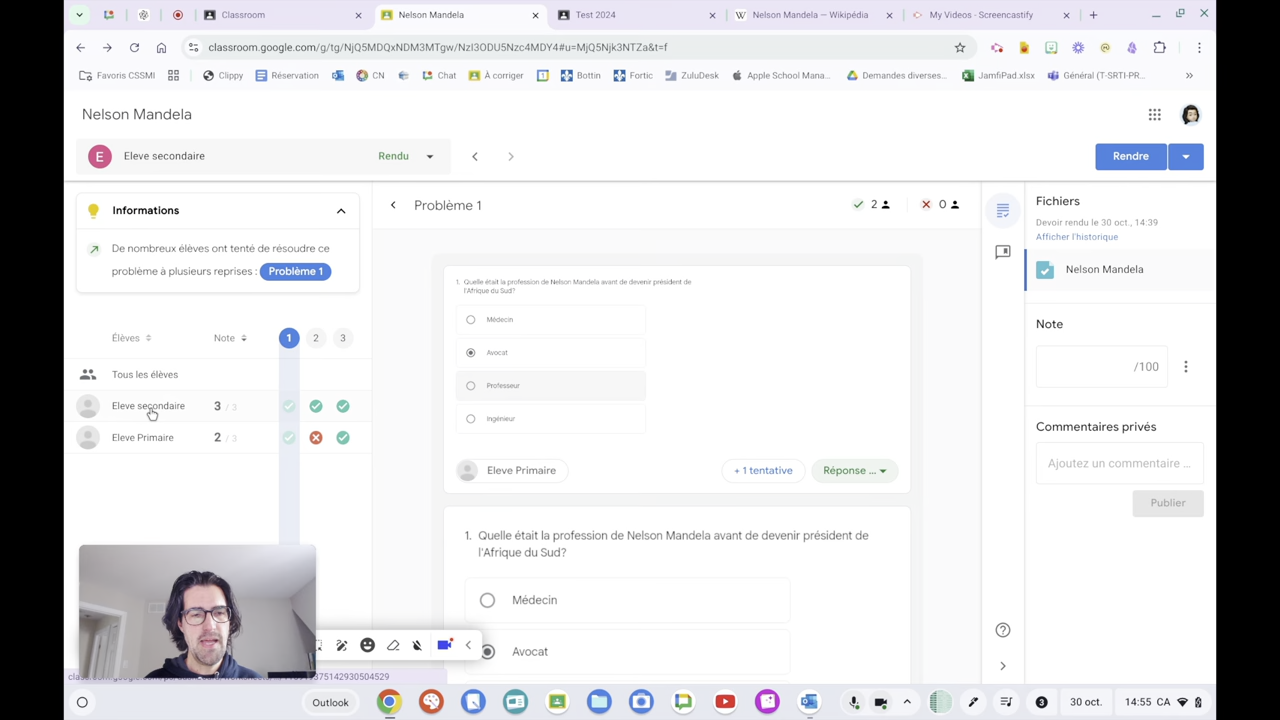 Classroom
Nelson Mandela
Test 2024
Nelson Mandela — Wikipédia
My Videos - Screencastify
classroom.google.com/g/tg/NjQ5MDQxNDM3MTgw/NzI3ODU5Nzc4MDY4#u=MjQ5Njk3NTZa&t=f
Favoris CSSMI
Clippy
Réservation
CN
Chat
À corriger
Bottin
Fortic
ZuluDesk
Apple School Mana...
Demandes diverses...
JamfiPad.xlsx
Général (T-SRTI-PR...
Nelson Mandela
E
Eleve secondaire
Rendu
Rendre
Informations
De nombreux élèves ont tenté de résoudre ce
problème à plusieurs reprises : Problème 1
Élèves
Note
1
2
3
Tous les élèves
Eleve secondaire
3 / 3
Eleve Primaire
2 / 3
Problème 1
2
0
1. Quelle était la profession de Nelson Mandela avant de devenir président de
l'Afrique du Sud?
Médecin
Avocat
Professeur
Ingénieur
Eleve Primaire
+ 1 tentative
Réponse ...
1. Quelle était la profession de Nelson Mandela avant de devenir président de
l'Afrique du Sud?
Médecin
Avocat
Fichiers
Devoir rendu le 30 oct., 14:39
Afficher l'historique
Nelson Mandela
Note
/100
Commentaires privés
Ajoutez un commentaire ...
Publier
Outlook
3
30 oct.
14:55 CA